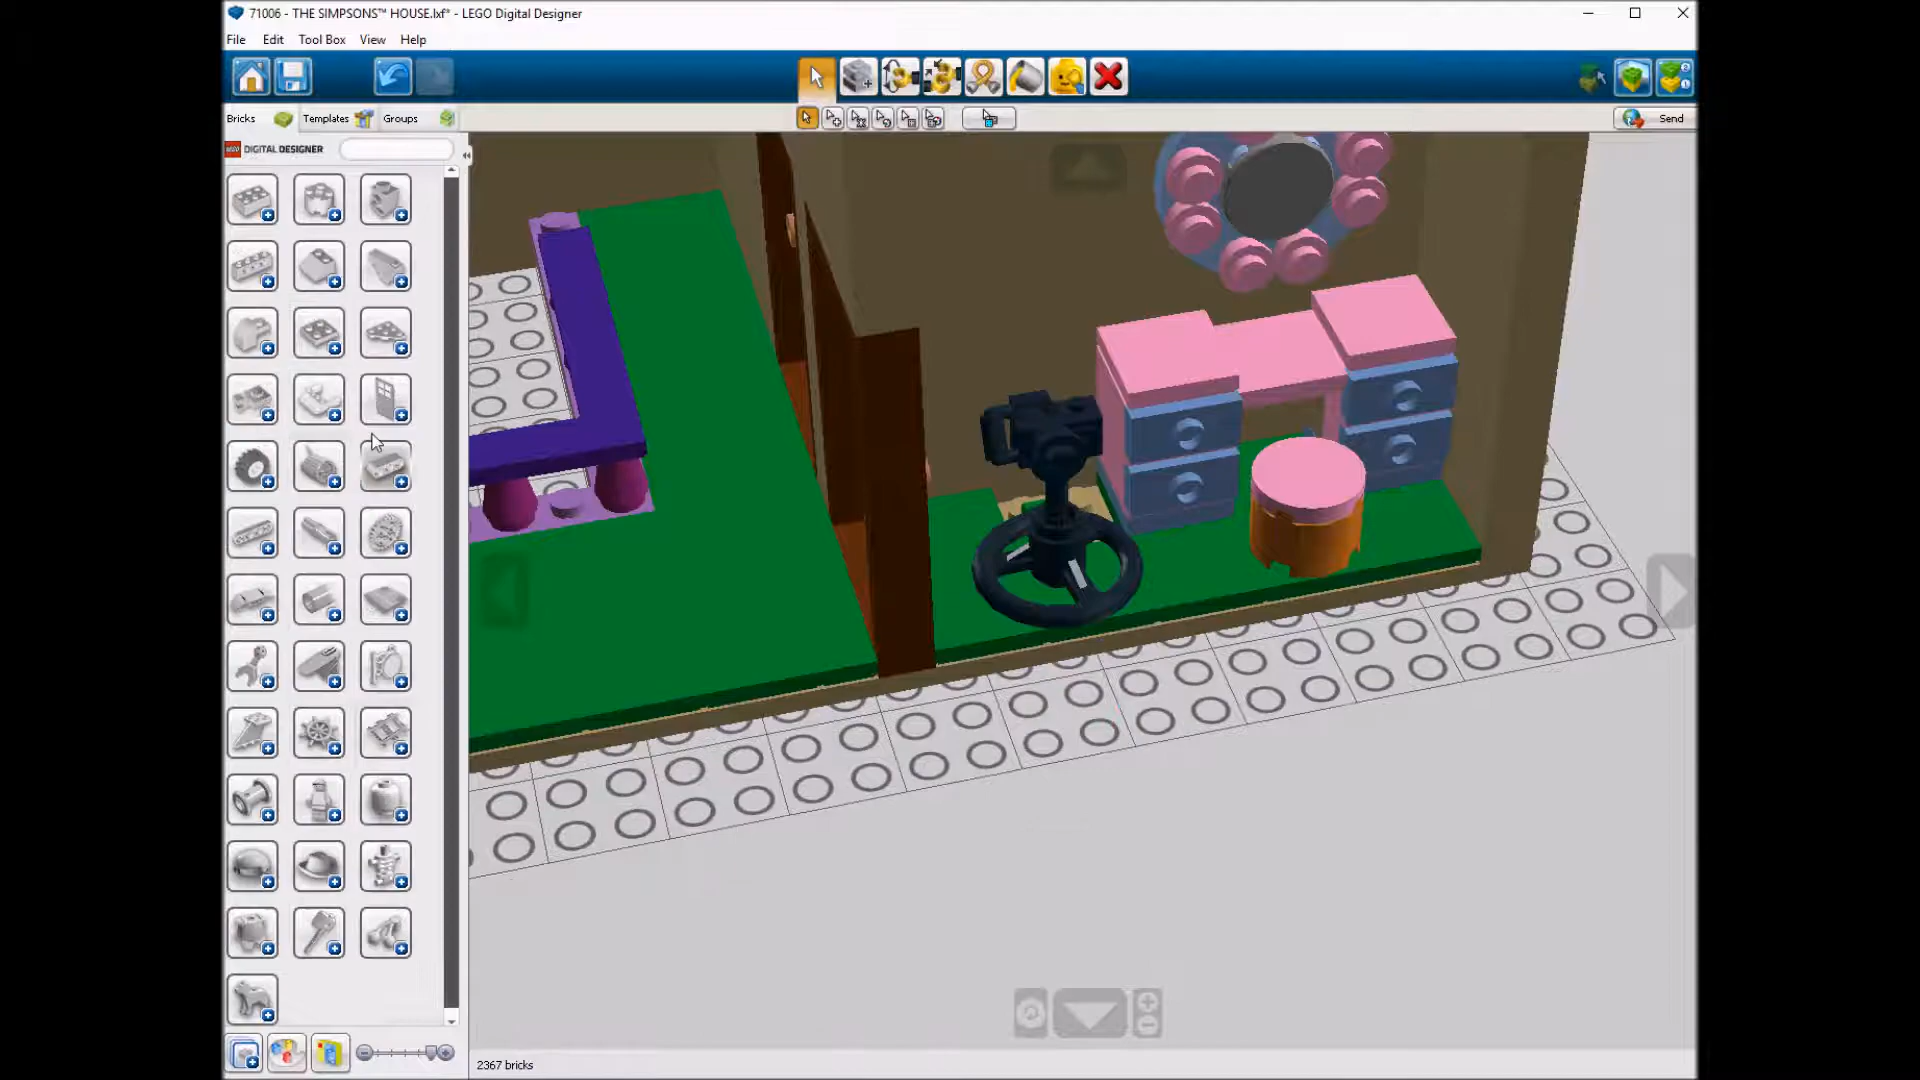 71006 - THE SIMPSONS™ HOUSE.lxf* - LEGO Digital Designer
File Edit Tool Box View Help
Bricks Templates Groups Send
LEGO DIGITAL DESIGNER
2367 bricks